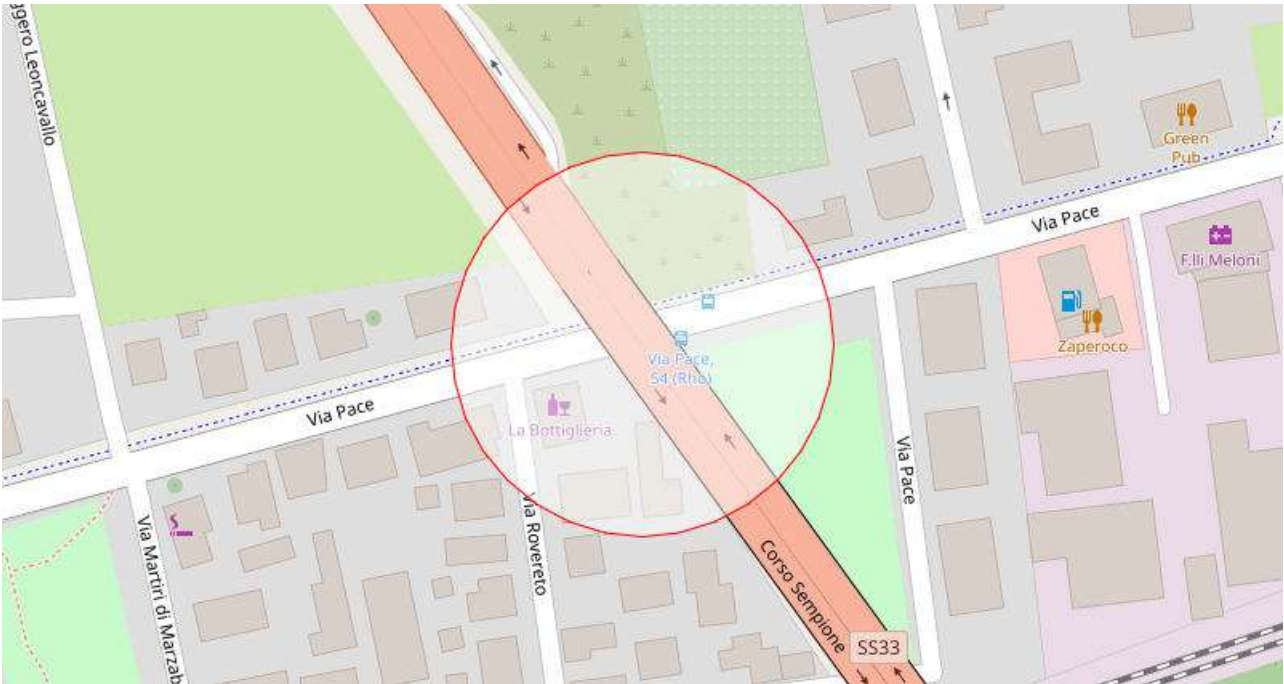 ggero Leoncavallo
Green
Pub
Via Pace
F.lli Meloni
Zaperoco
Via Pace,
54 (Rho)
Via Pace
La Bottiglieria
Via Pace
Via Rovereto
Via Martiri di Marzab
Corso Sempione
SS33